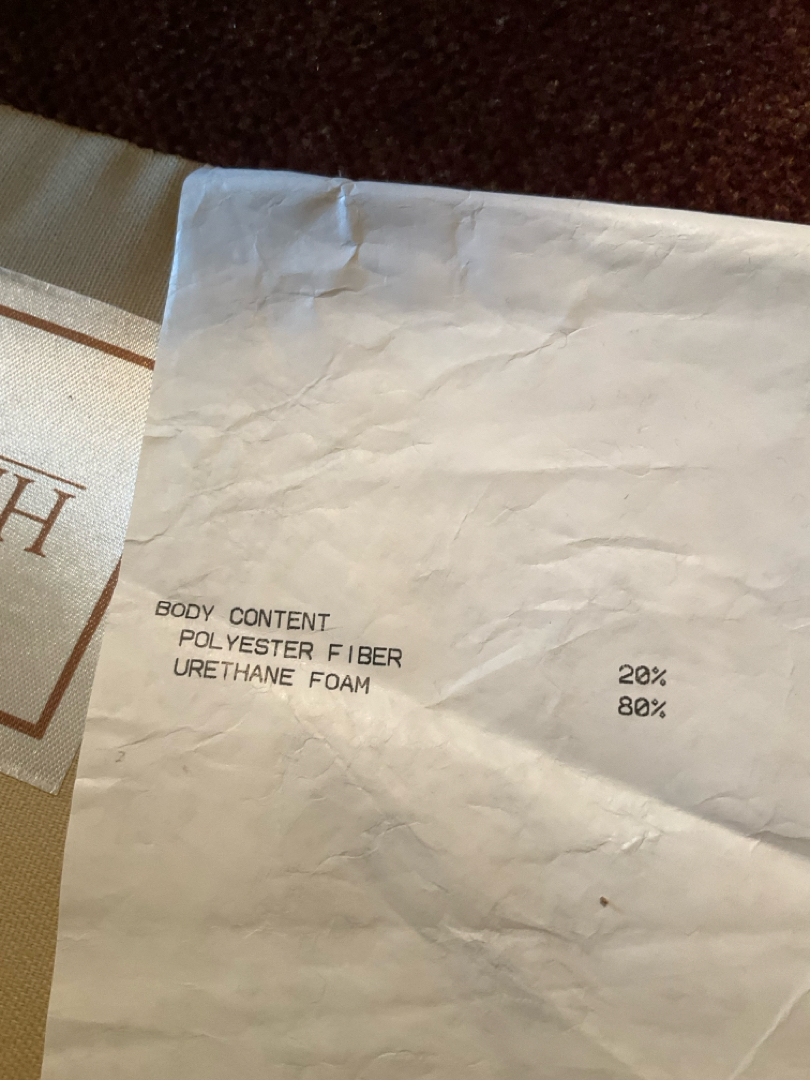 BODY CONTENT
POLYESTER FIBER 20%
URETHANE FOAM 80%